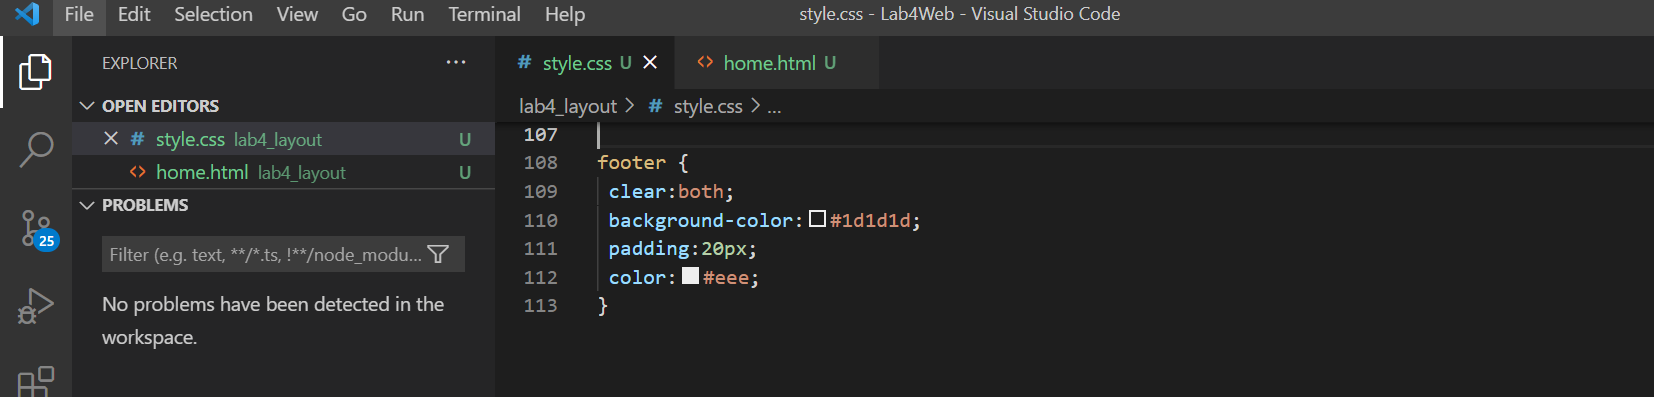 File Edit Selection View Go Run Terminal Help style.css - Lab4Web - Visual Studio Code
EXPLORER ...
OPEN EDITORS
# style.css lab4_layout U
<> home.html lab4_layout U
PROBLEMS
Filter (e.g. text, **/*.ts, !**/node_modu...
No problems have been detected in the
workspace.
25
# style.css U
<> home.html U
lab4_layout > # style.css > ...
107
108 footer {
109 clear:both;
110 background-color:#1d1d1d;
111 padding:20px;
112 color:#eee;
113 }